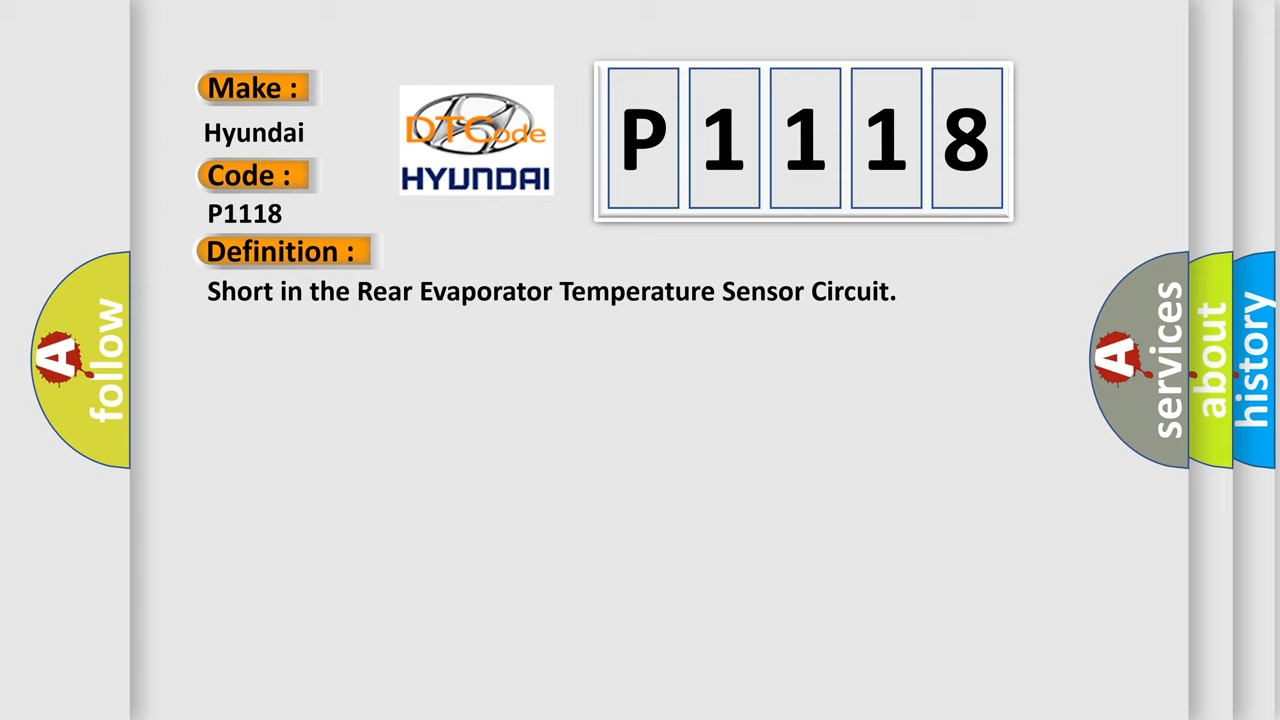 Make :
Hyundai
Code :
P1118
Definition :
Short in the Rear Evaporator Temperature Sensor Circuit.
DTCode
HYUNDAI
P 1 1 1 8
A
follow
A
services
about
history